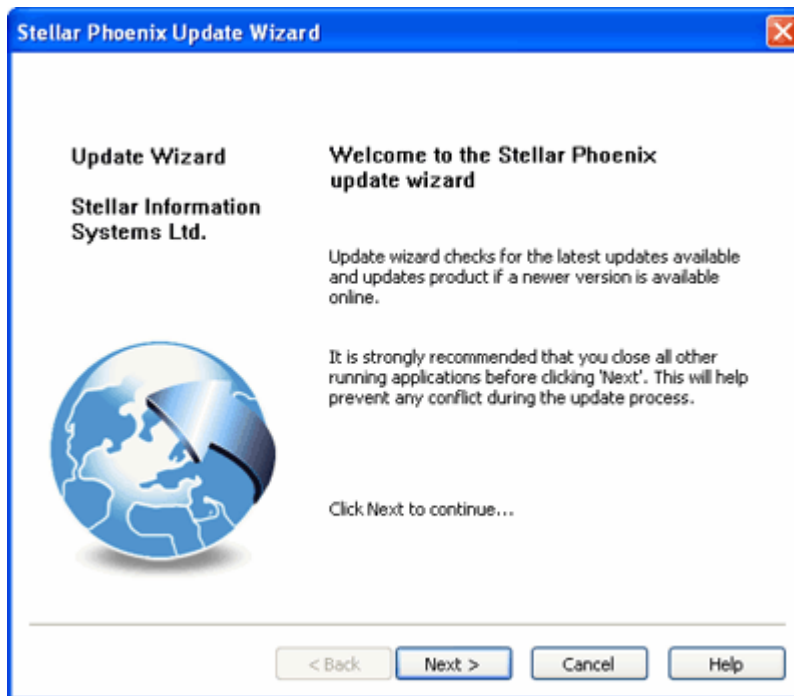 Stellar Phoenix Update Wizard
Update Wizard
Stellar Information
Systems Ltd.
Welcome to the Stellar Phoenix
update wizard
Update wizard checks for the latest updates available
and updates product if a newer version is available
online.
It is strongly recommended that you close all other
running applications before clicking 'Next'. This will help
prevent any conflict during the update process.
Click Next to continue...
< Back
Next >
Cancel
Help